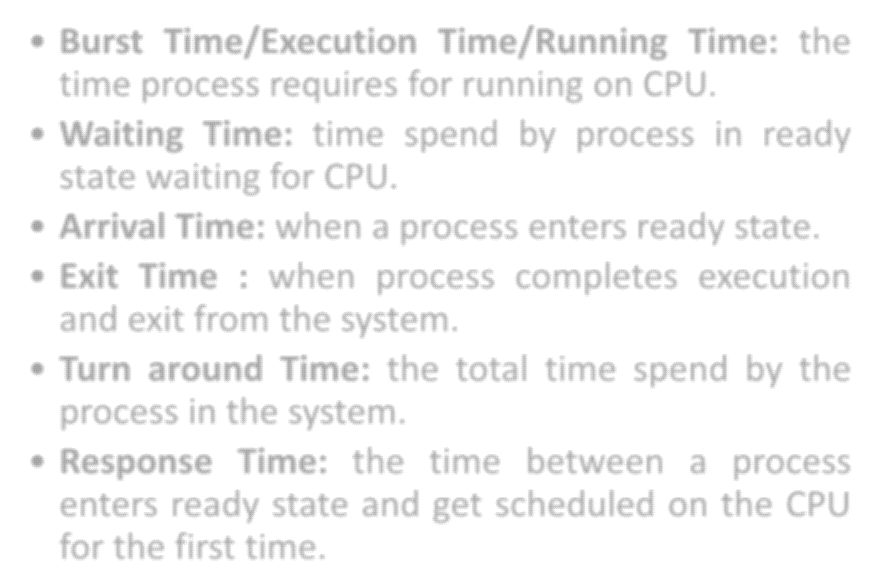 • Burst Time/Execution Time/Running Time: the
time process requires for running on CPU.
• Waiting Time: time spend by process in ready
state waiting for CPU.
• Arrival Time: when a process enters ready state.
• Exit Time : when process completes execution
and exit from the system.
• Turn around Time: the total time spend by the
process in the system.
• Response Time: the time between a process
enters ready state and get scheduled on the CPU
for the first time.